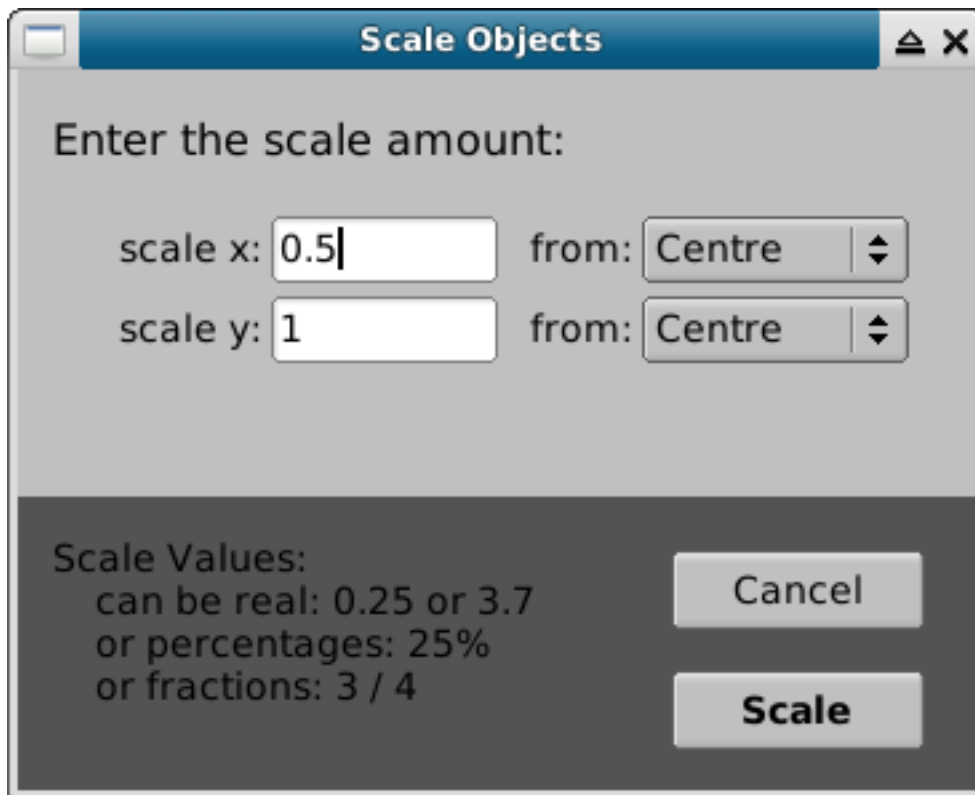 Scale Objects
Enter the scale amount:
scale x: 0.5 from: Centre
scale y: 1 from: Centre
Scale Values:
can be real: 0.25 or 3.7
or percentages: 25%
or fractions: 3 / 4
Cancel
Scale